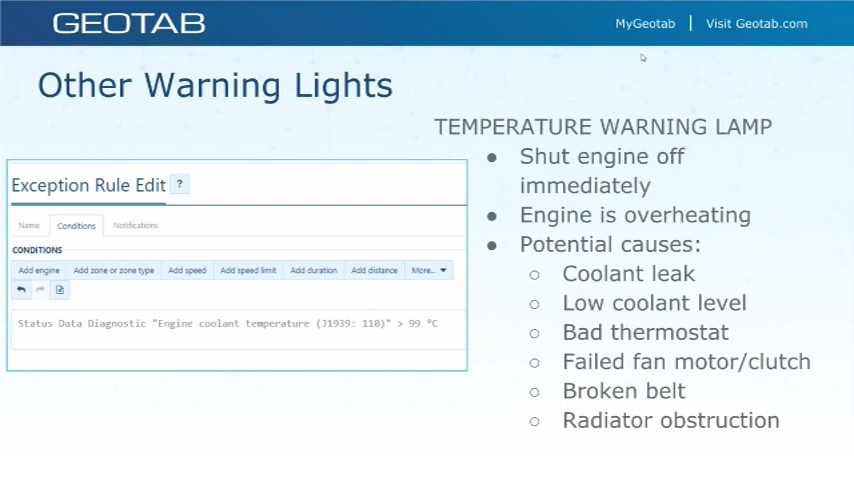 GEOTAB
MyGeotab | Visit Geotab.com
Other Warning Lights
TEMPERATURE WARNING LAMP
● Shut engine off
immediately
● Engine is overheating
● Potential causes:
○ Coolant leak
○ Low coolant level
○ Bad thermostat
○ Failed fan motor/clutch
○ Broken belt
○ Radiator obstruction
Exception Rule Edit ?
Name Conditions Notifications
CONDITIONS
Add engine Add zone or zone type Add speed Add speed limit Add duration Add distance More...
Status Data Diagnostic "Engine coolant temperature (J1939: 110)" > 99 °C